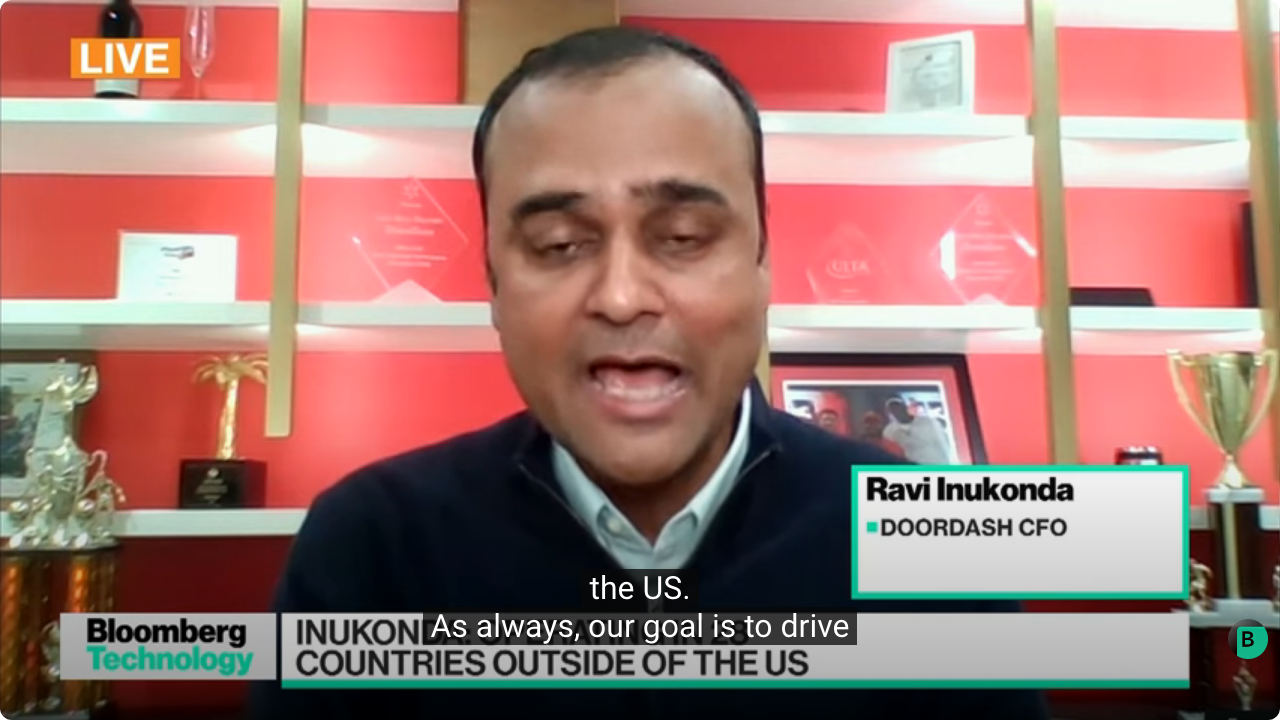 LIVE
ULTA
Ravi Inukonda
DOORDASH CFO
the US.
As always, our goal is to drive
Bloomberg
Technology
COUNTRIES OUTSIDE OF THE US
B